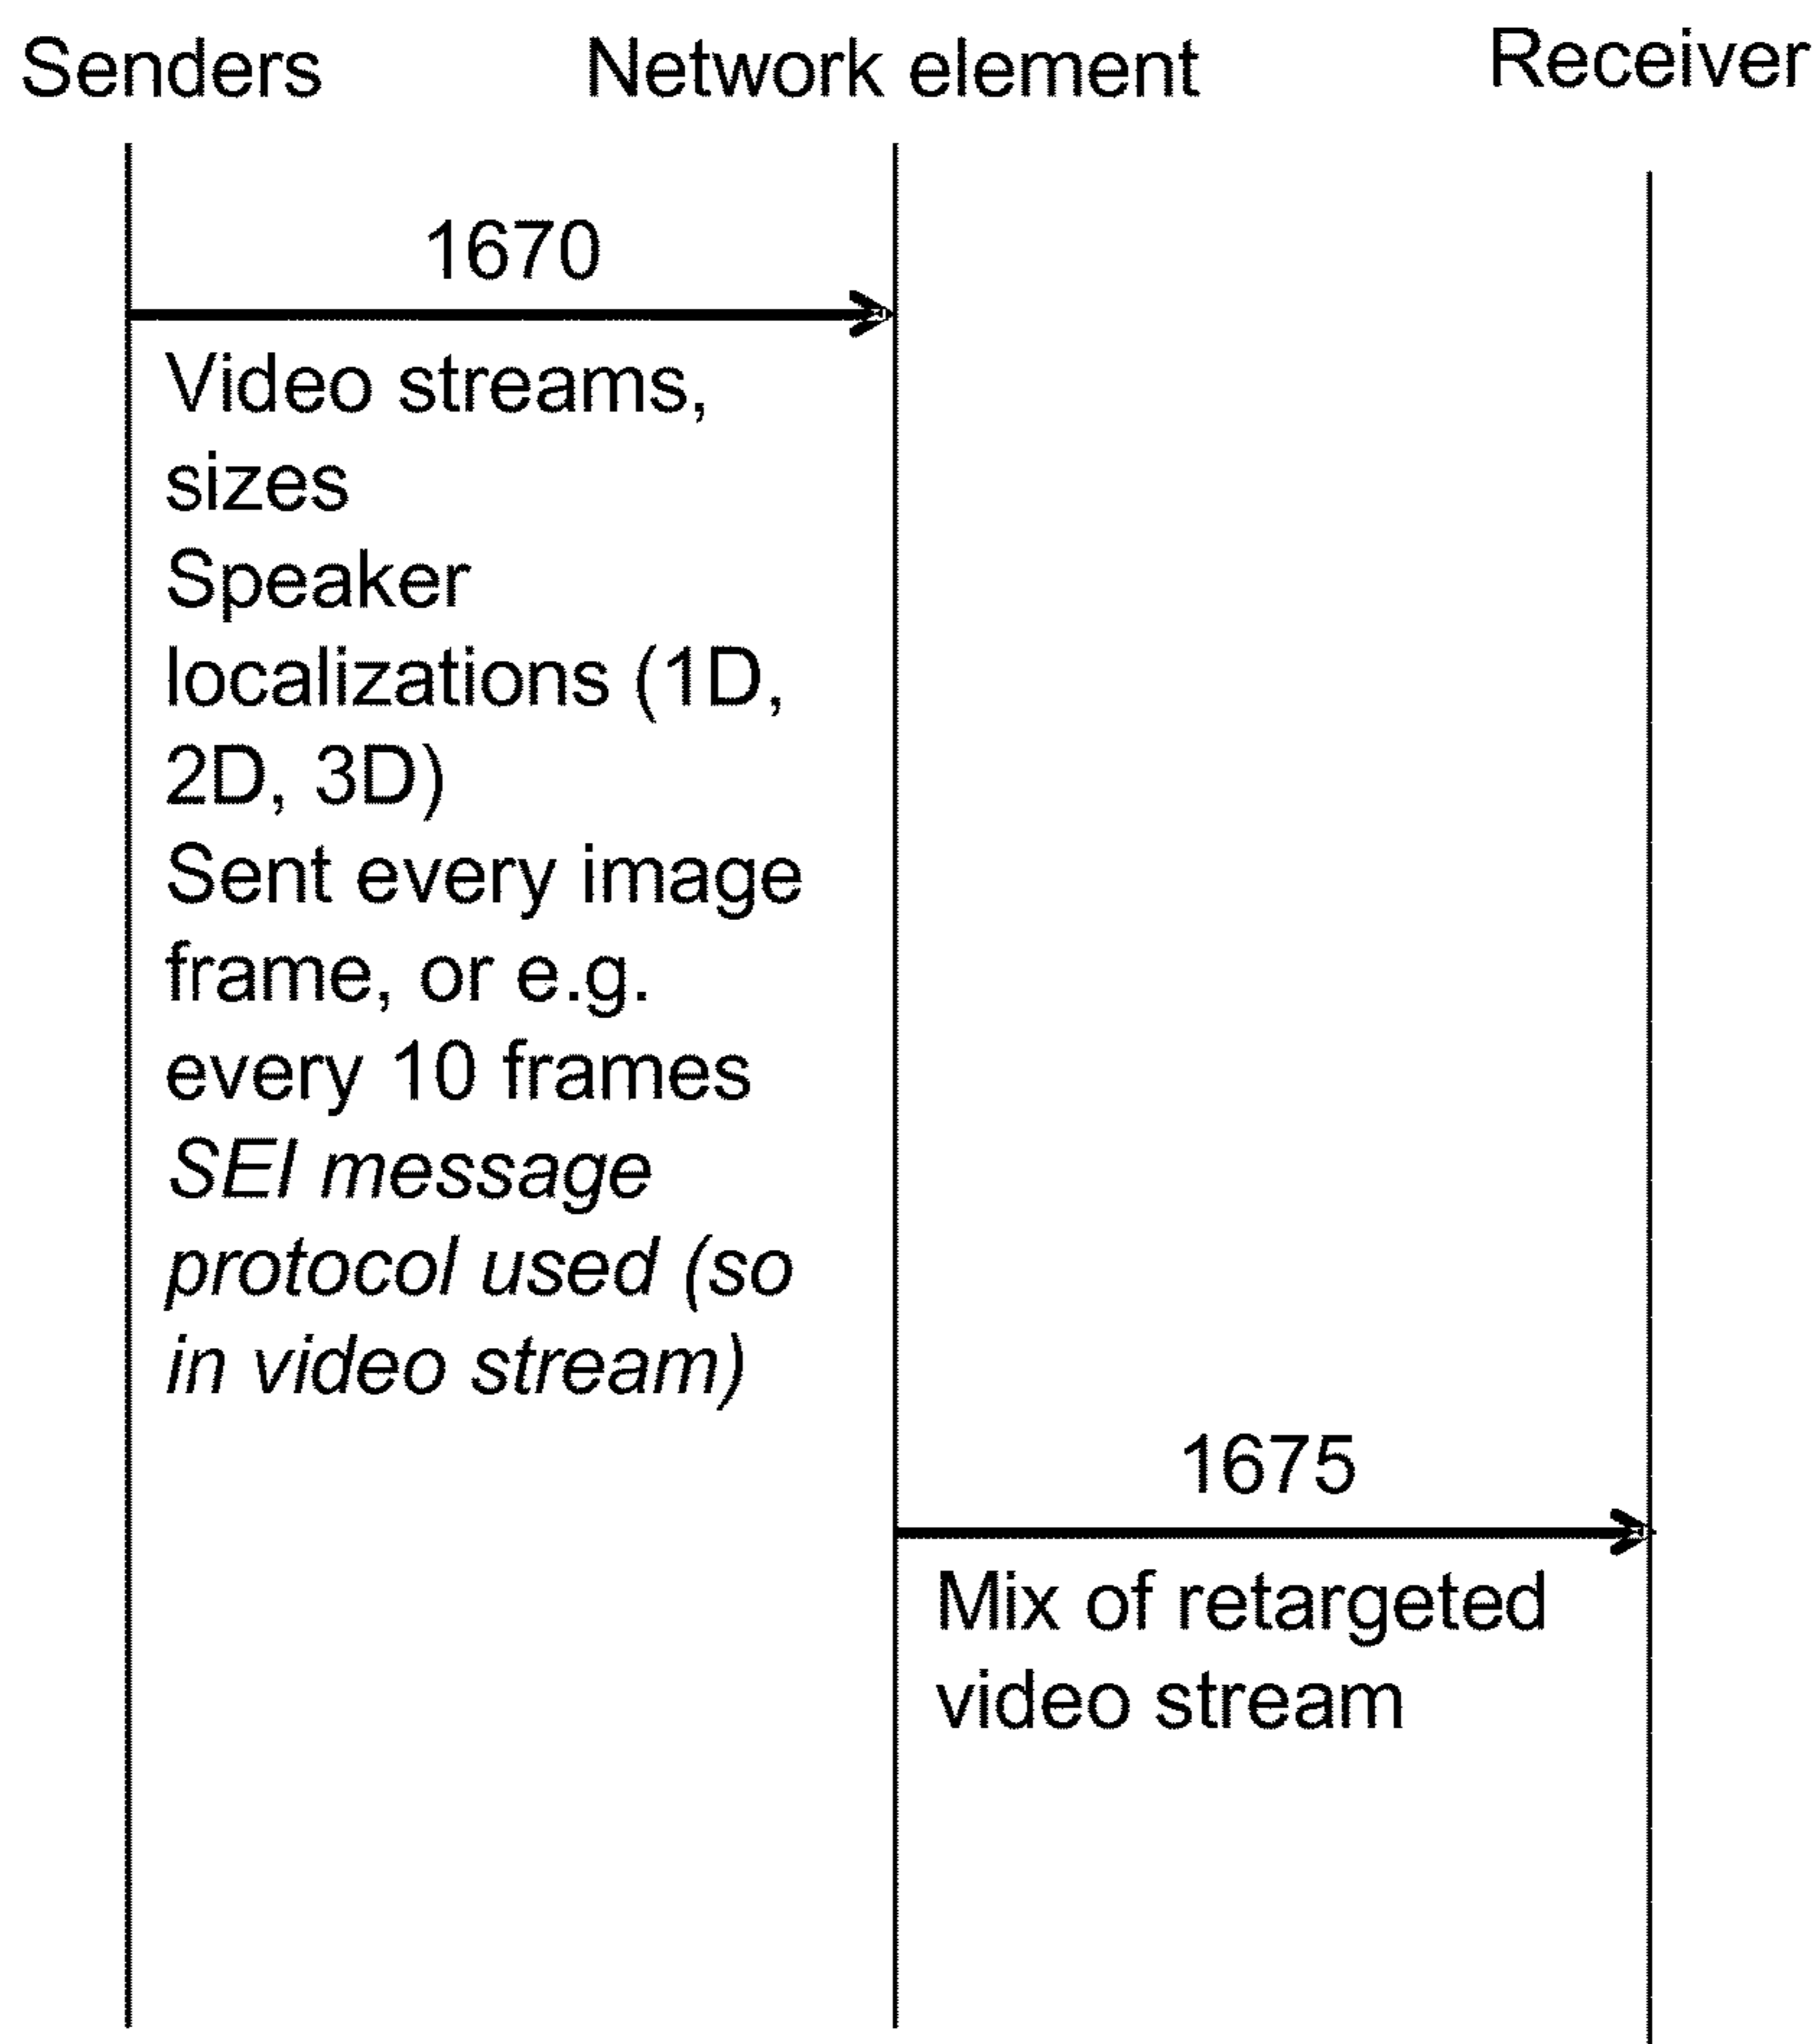 Senders
Network element
Receiver
1670
Video streams,
sizes
Speaker
localizations (1D,
2D, 3D)
Sent every image
frame, or e.g.
every 10 frames
SEI message
protocol used (so
in video stream)
1675
Mix of retargeted
video stream